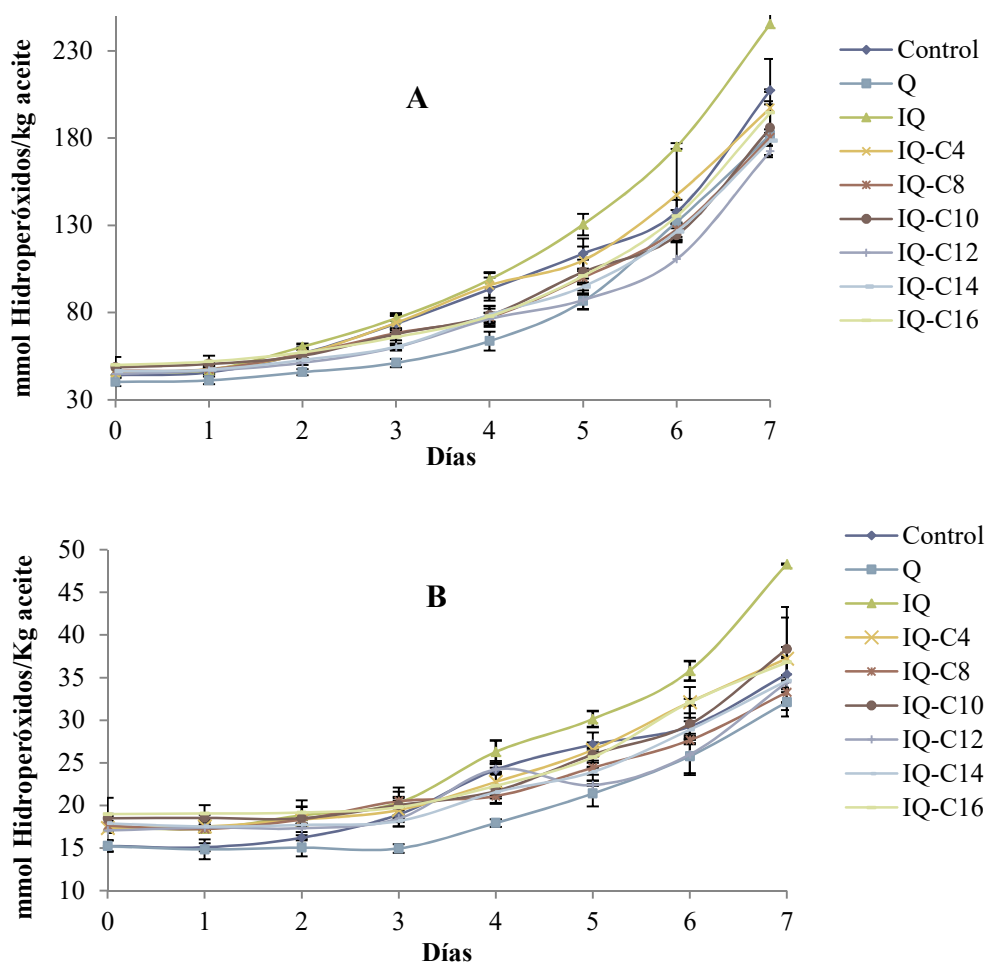 A
mmol Hidroperóxidos/kg aceite
230
180
130
80
30
0 1 2 3 4 5 6 7
Días
Control
Q
IQ
IQ-C4
IQ-C8
IQ-C10
IQ-C12
IQ-C14
IQ-C16
B
mmol Hidroperóxidos/Kg aceite
50
45
40
35
30
25
20
15
10
0 1 2 3 4 5 6 7
Días
Control
Q
IQ
IQ-C4
IQ-C8
IQ-C10
IQ-C12
IQ-C14
IQ-C16